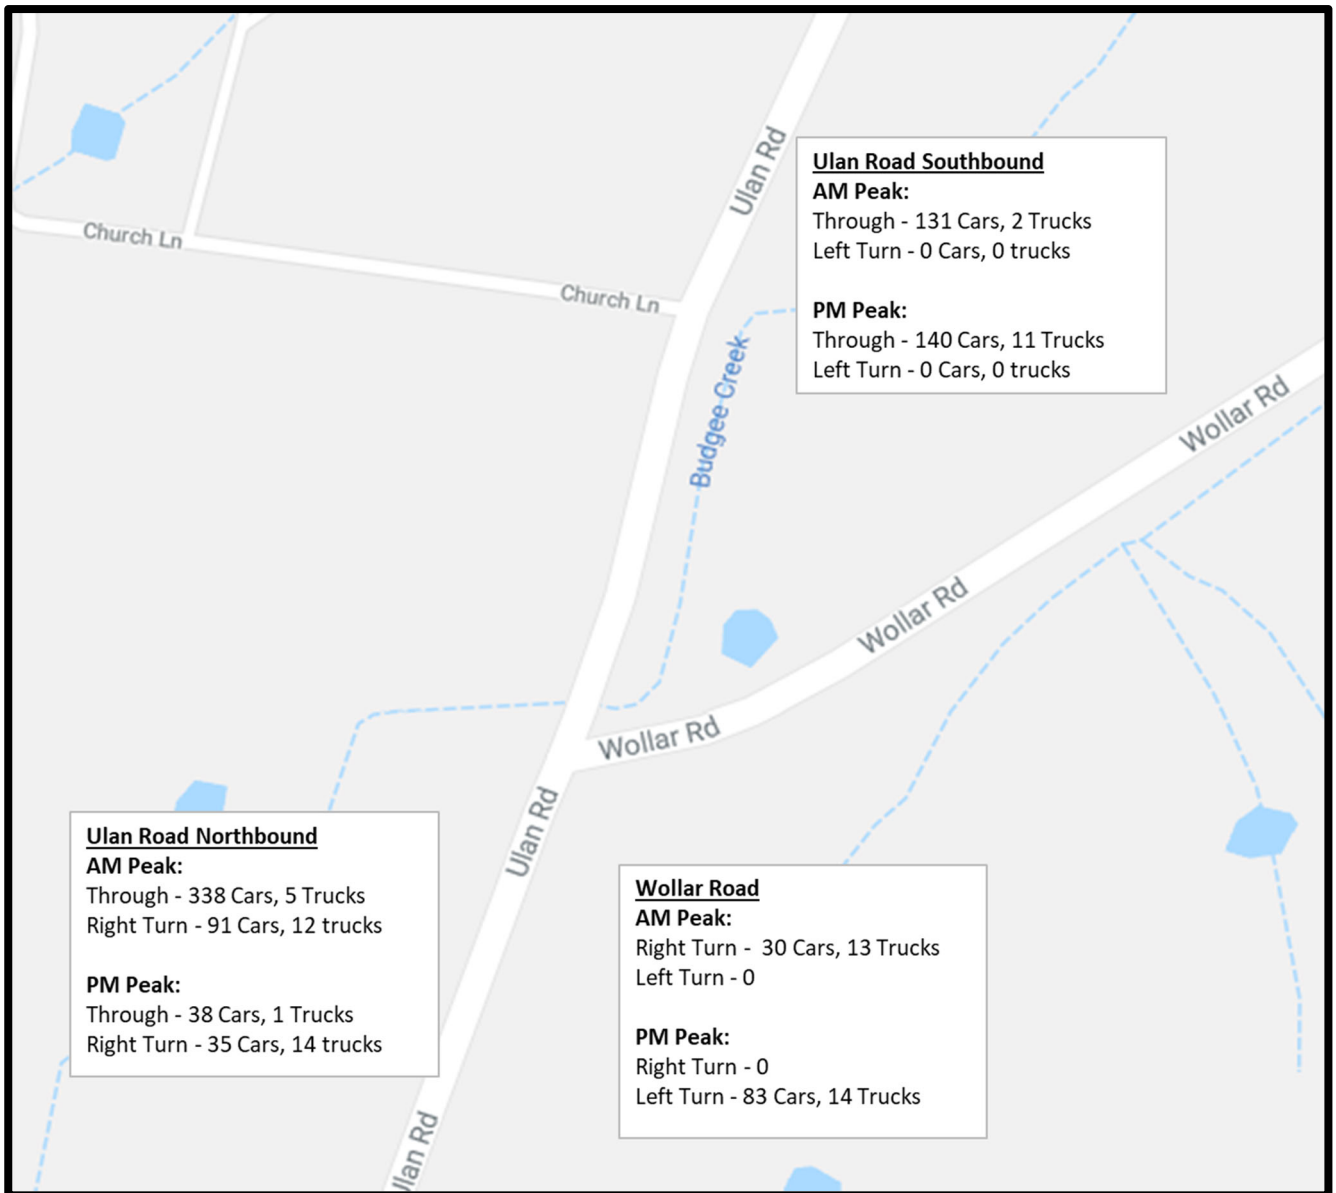 Ulan Rd
Ulan Road Southbound
AM Peak:
Through - 131 Cars, 2 Trucks
Left Turn - 0 Cars, 0 trucks
PM Peak:
Through - 140 Cars, 11 Trucks
Left Turn - 0 Cars, 0 trucks
Church Ln
Church Ln
Budgee Creek
Wollar Rd
Wollar Rd
Wollar Rd
Ulan Rd
Ulan Road Northbound
AM Peak:
Through - 338 Cars, 5 Trucks
Right Turn - 91 Cars, 12 trucks
PM Peak:
Through - 38 Cars, 1 Trucks
Right Turn - 35 Cars, 14 trucks
Wollar Road
AM Peak:
Right Turn -  30 Cars, 13 Trucks
Left Turn - 0
PM Peak:
Right Turn - 0
Left Turn - 83 Cars, 14 Trucks
Ulan Rd